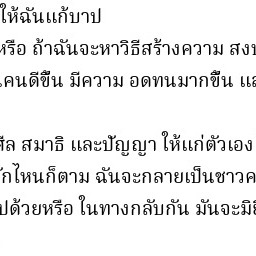 ให้ฉันแก้บาป
หรือ ถ้าฉันจะหาวิธีสร้างความ สงบ
คนดีขึ้น มีความ อดทนมากขึ้น และ
ศีล สมาธิ และปัญญา ให้แก่ตัวเอง
ักไหนก็ตาม ฉันจะกลายเป็นชาวค
ปด้วยหรือ ในทางกลับกัน มันจะมิยิ